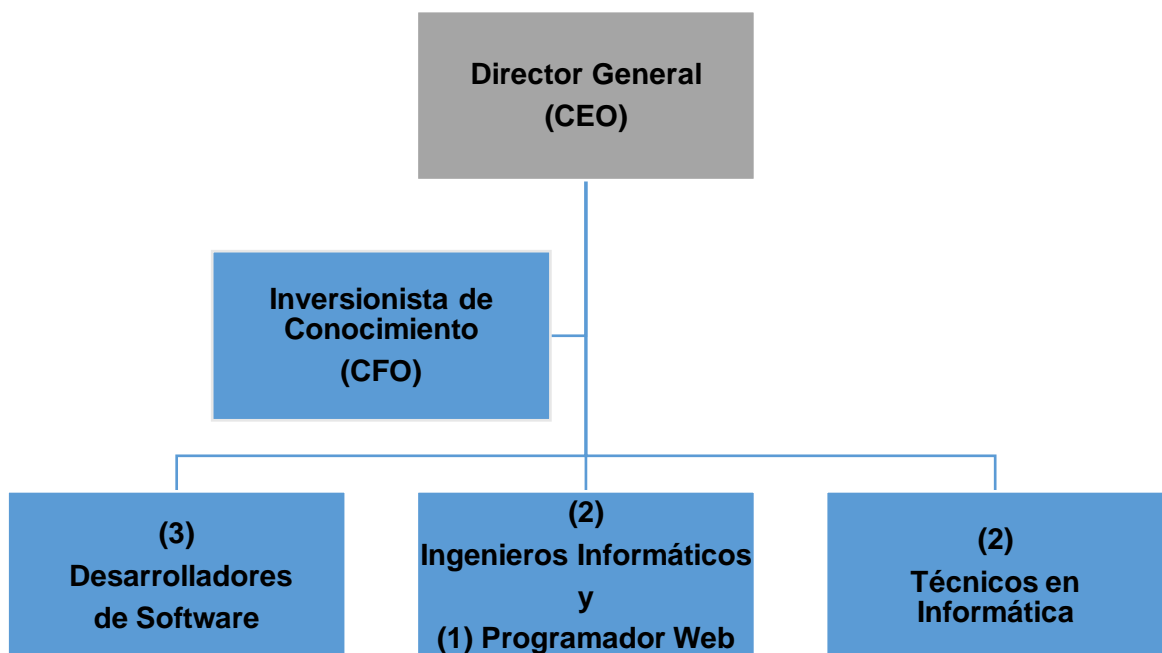 Director General
(CEO)
Inversionista de
Conocimiento
(CFO)
(3)
Desarrolladores
de Software
(2)
Ingenieros Informáticos
y
(1) Programador Web
(2)
Técnicos en
Informática